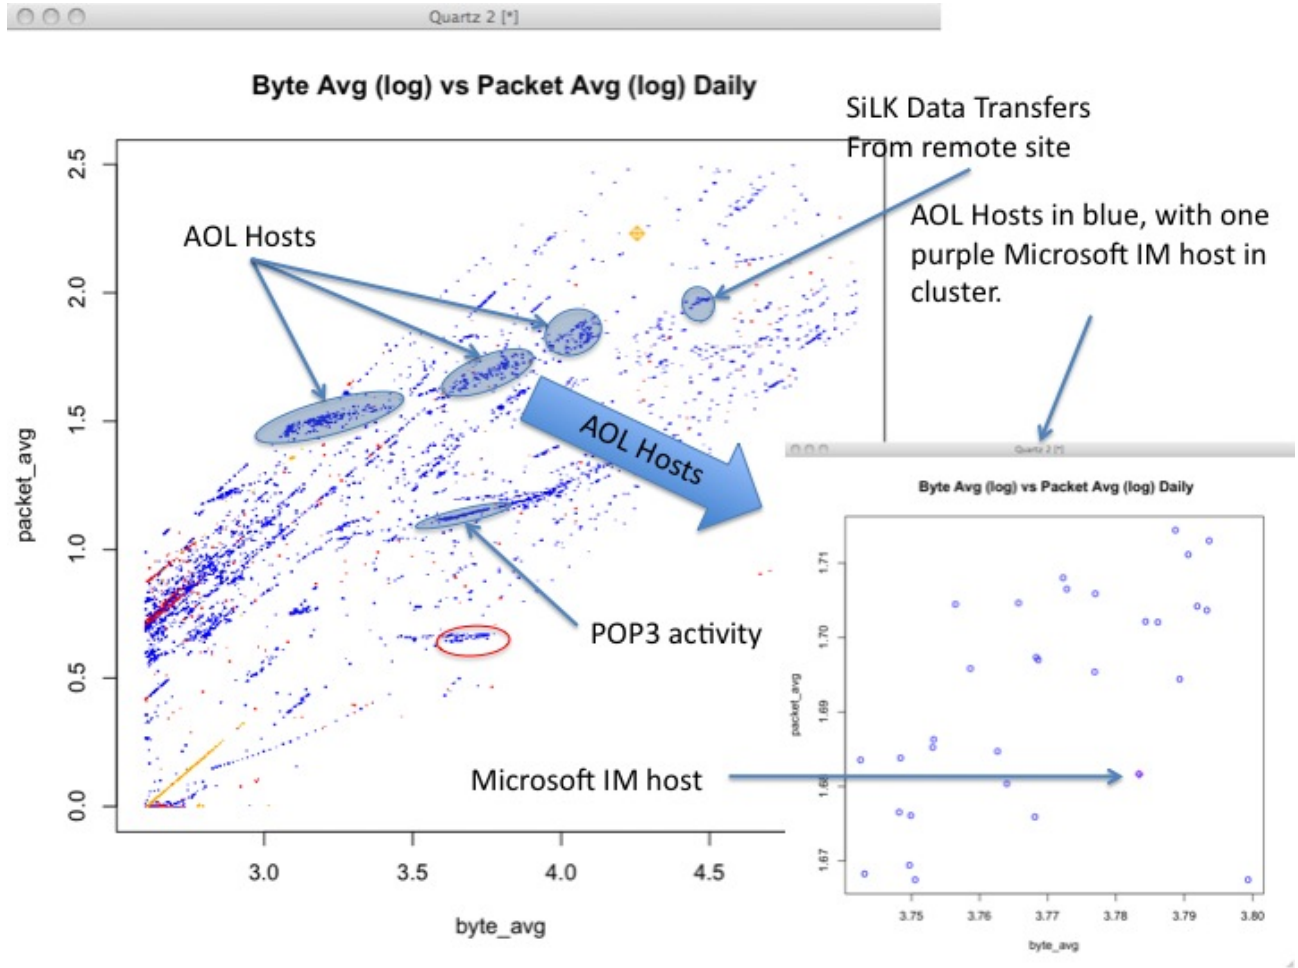 Quartz 2 [*]
Byte Avg (log) vs Packet Avg (log) Daily
SiLK Data Transfers
From remote site
AOL Hosts in blue, with one
purple Microsoft IM host in
cluster.
AOL Hosts
AOL Hosts
POP3 activity
Microsoft IM host
packet_avg
2.5
2.0
1.5
1.0
0.5
0.0
3.0
3.5
4.0
4.5
byte_avg
Quartz 2 [*]
Byte Avg (log) vs Packet Avg (log) Daily
packet_avg
1.71
1.70
1.69
1.68
1.67
3.75
3.76
3.77
3.78
3.79
3.80
byte_avg